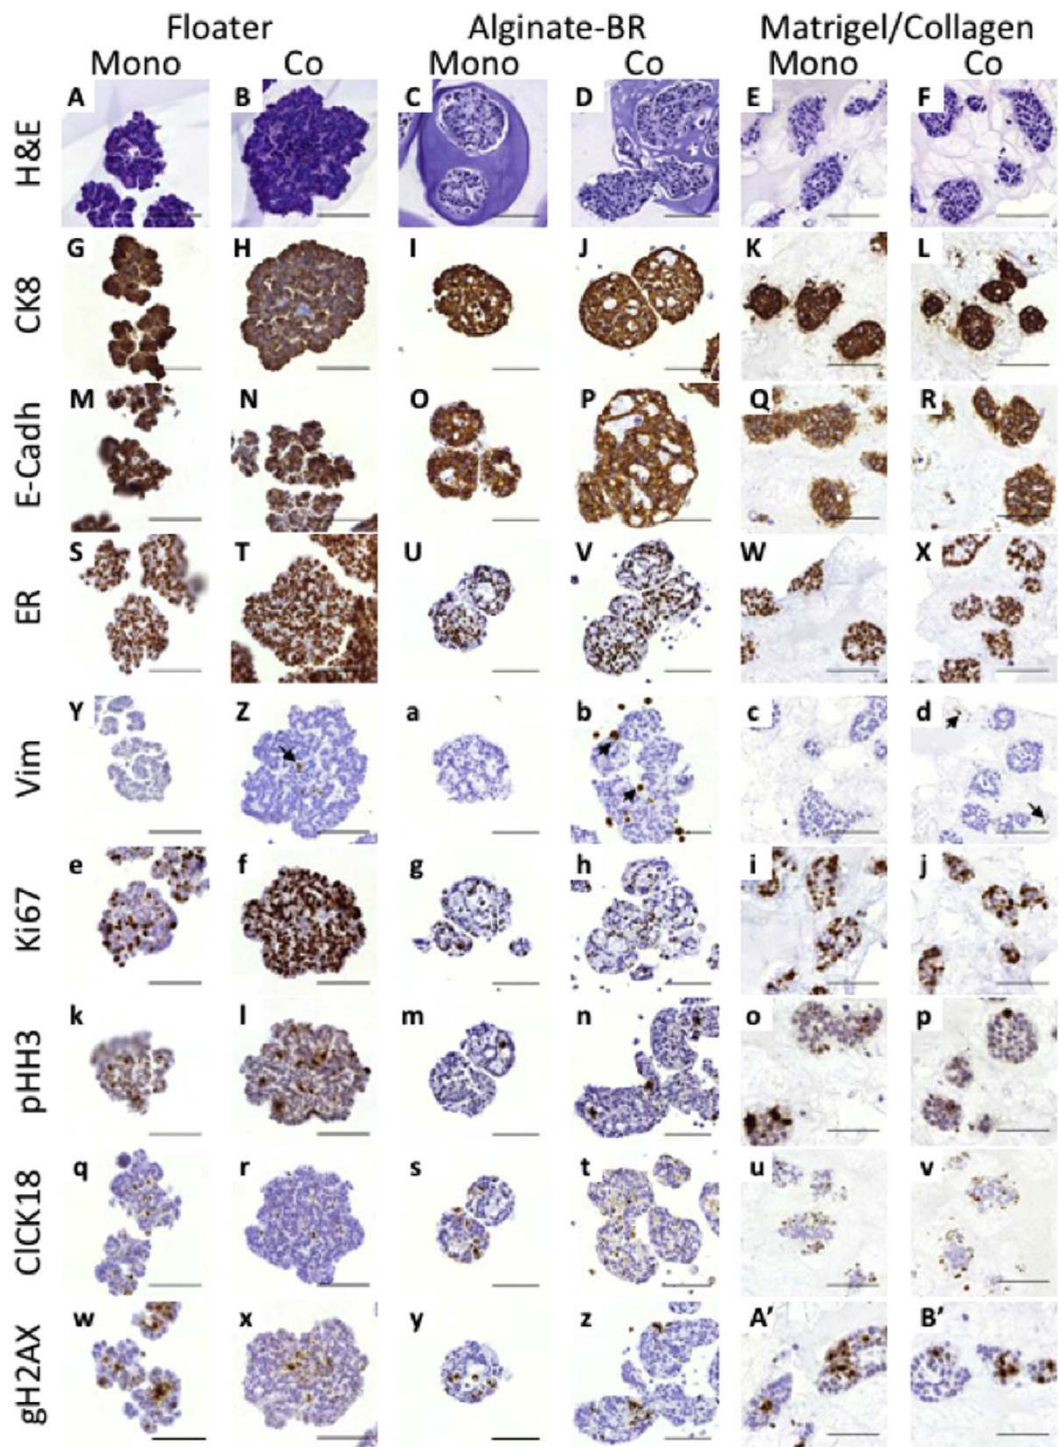 Floater Alginate-BR Matrigel/Collagen
Mono Co Mono Co Mono Co
H&E A B C D E F
CK8 G H I J K L
E-Cadh M N O P Q R
ER S T U V W X
Vim Y Z a b c d
Ki67 e f g h i j
pHH3 k l m n o p
ClCK18 q r s t u v
gH2AX w x y z A' B'